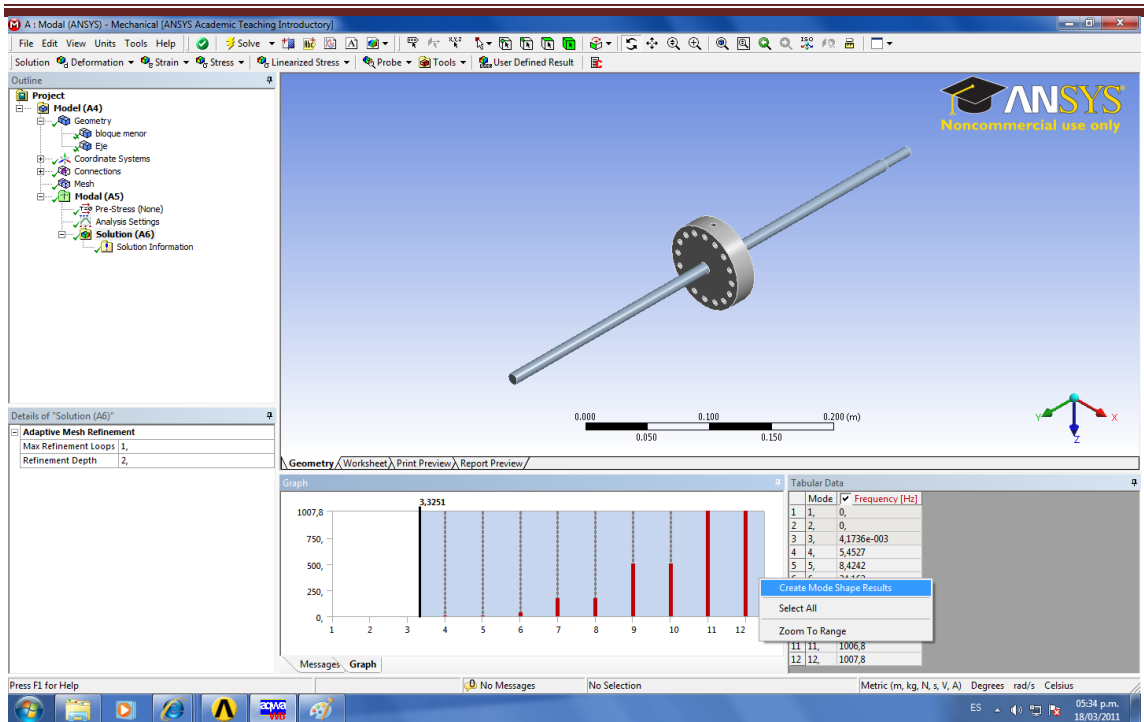 A : Modal (ANSYS) - Mechanical [ANSYS Academic Teaching Introductory]
File Edit View Units Tools Help Solve
Solution Deformation Strain Stress Linearized Stress Probe Tools User Defined Result
Outline
Project
Model (A4)
Geometry
bloque menor
Eje
Coordinate Systems
Connections
Mesh
Modal (A5)
Pre-Stress (None)
Analysis Settings
Solution (A6)
Solution Information
ANSYS
Noncommercial use only
0.000 0.100 0.200 (m)
0.050 0.150
Y X
Z
Details of "Solution (A6)"
Adaptive Mesh Refinement
Max Refinement Loops 1,
Refinement Depth 2,
Geometry Worksheet Print Preview Report Preview
Graph
3,3251
1007,8
750,
500,
250,
0,
1 2 3 4 5 6 7 8 9 10 11 12
Messages Graph
Tabular Data
Mode Frequency [Hz]
1 1, 0,
2 2, 0,
3 3, 4,1736e-003
4 4, 5,4527
5 5, 8,4242
Create Mode Shape Results
Select All
Zoom To Range
11 11, 1006,8
12 12, 1007,8
Press F1 for Help
0 No Messages
No Selection
Metric (m, kg, N, s, V, A) Degrees rad/s Celsius
aqwa
WB
ES
05:34 p.m.
18/03/2011